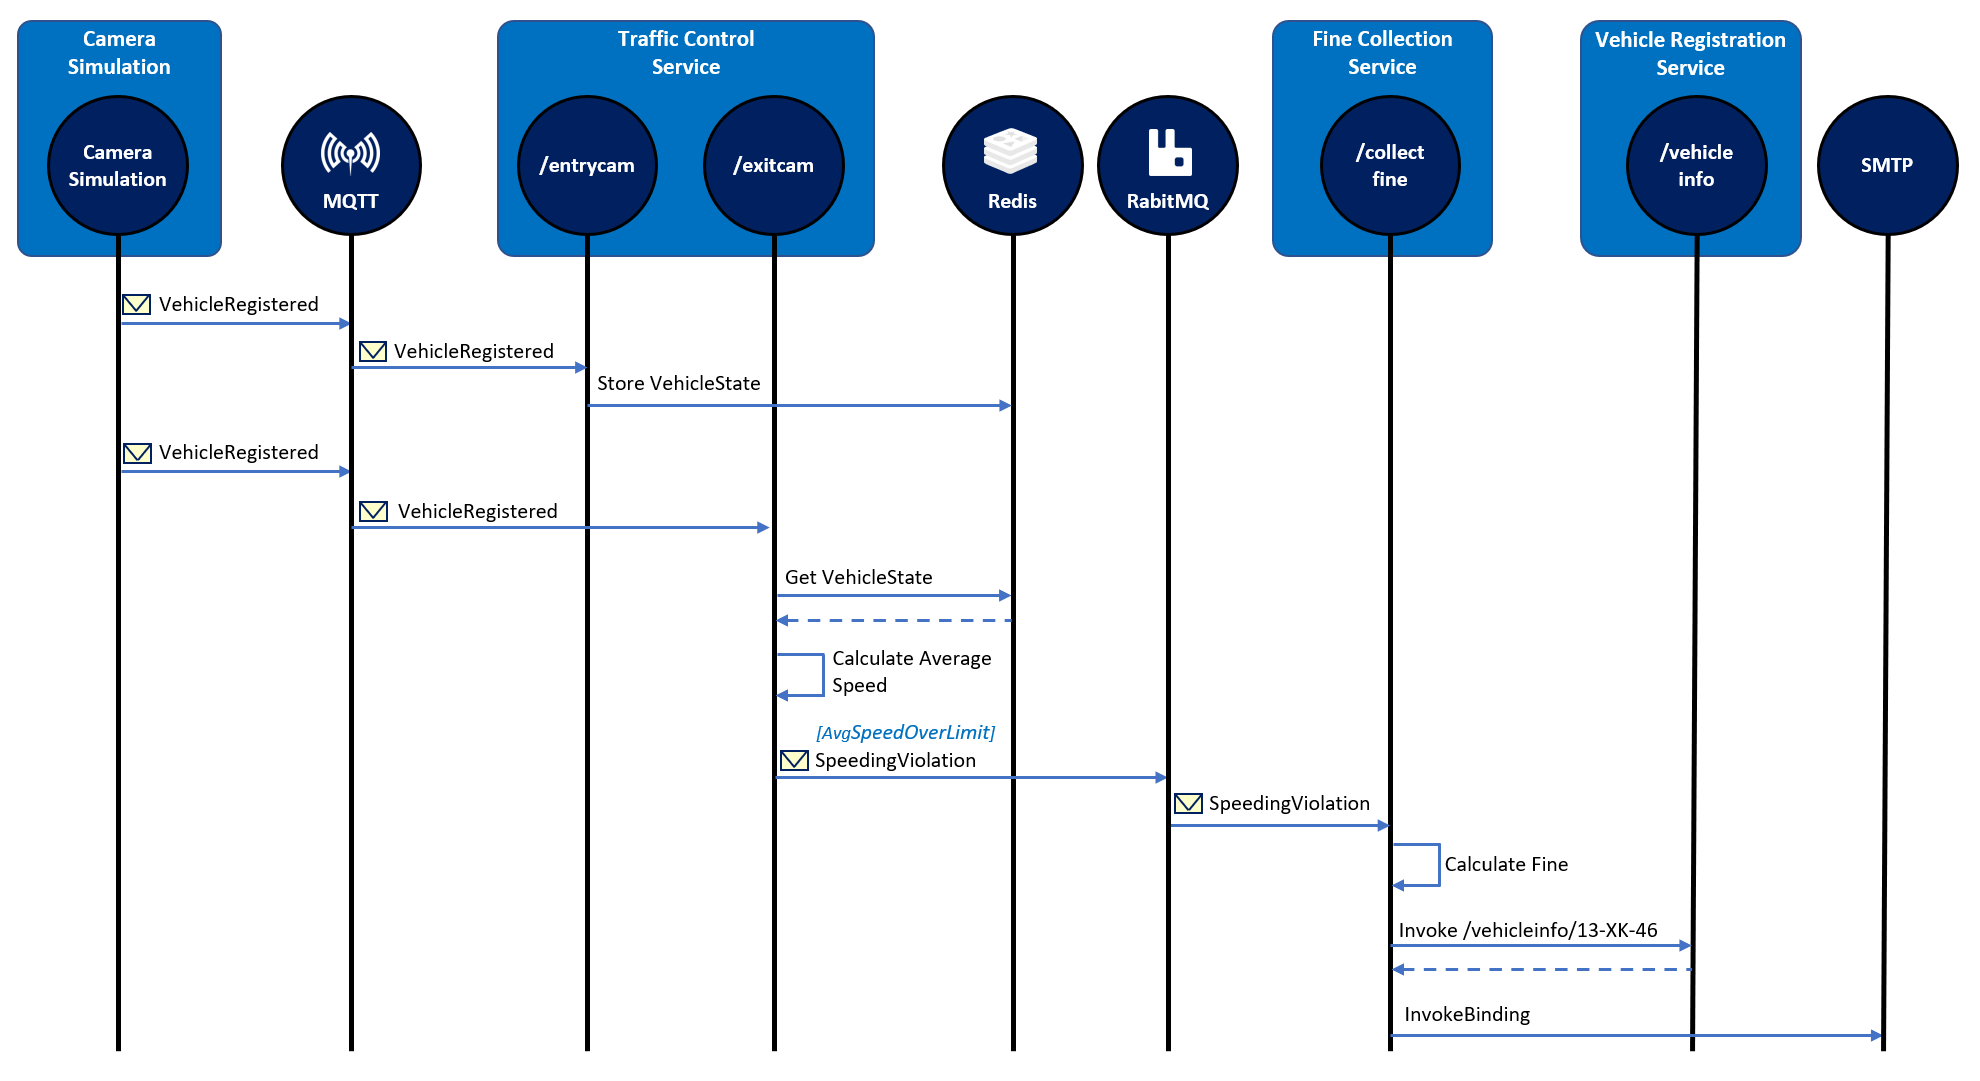 Camera
Simulation
Traffic Control
Service
Fine Collection
Service
Vehicle Registration
Service
Camera
Simulation
MQTT
/entrycam
/exitcam
Redis
RabitMQ
/collect
fine
/vehicle
info
SMTP
VehicleRegistered
VehicleRegistered
Store VehicleState
VehicleRegistered
VehicleRegistered
Get VehicleState
Calculate Average
Speed
[AvgSpeedOverLimit]
SpeedingViolation
SpeedingViolation
Calculate Fine
Invoke /vehicleinfo/13-XK-46
InvokeBinding